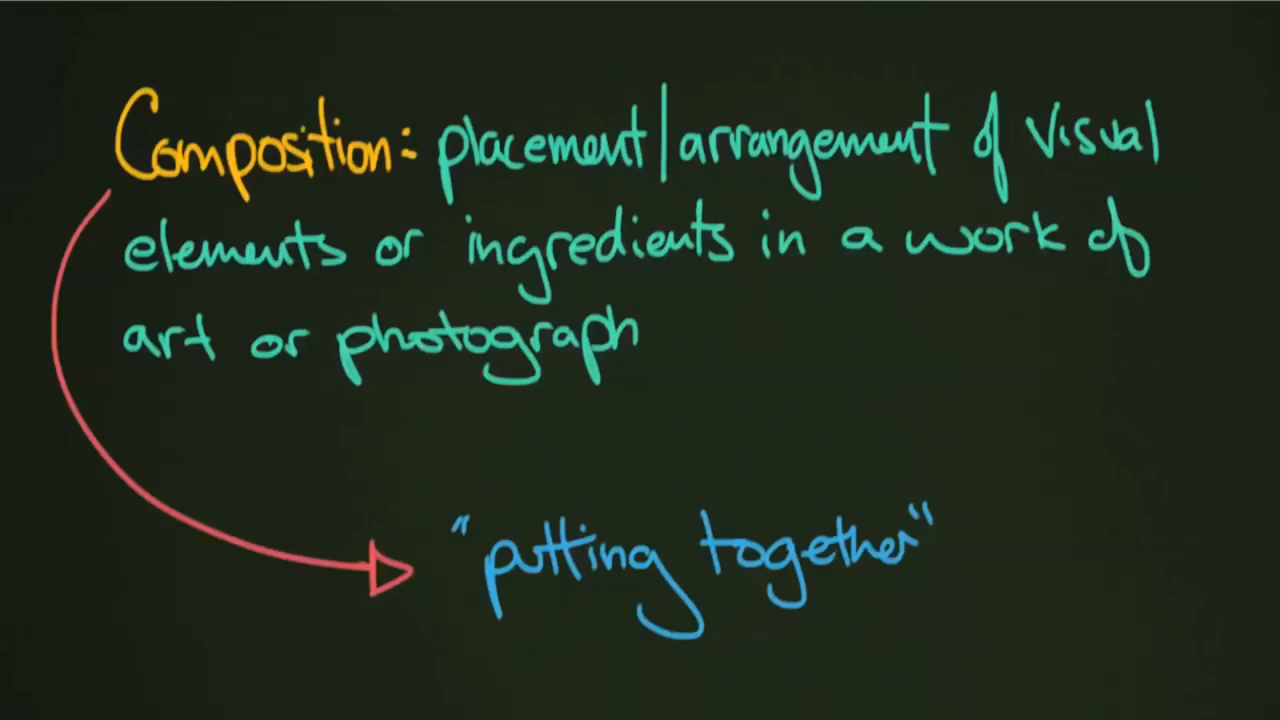 Composition: placement/arrangement of visual
elements or ingredients in a work of
art or photograph
"putting together"